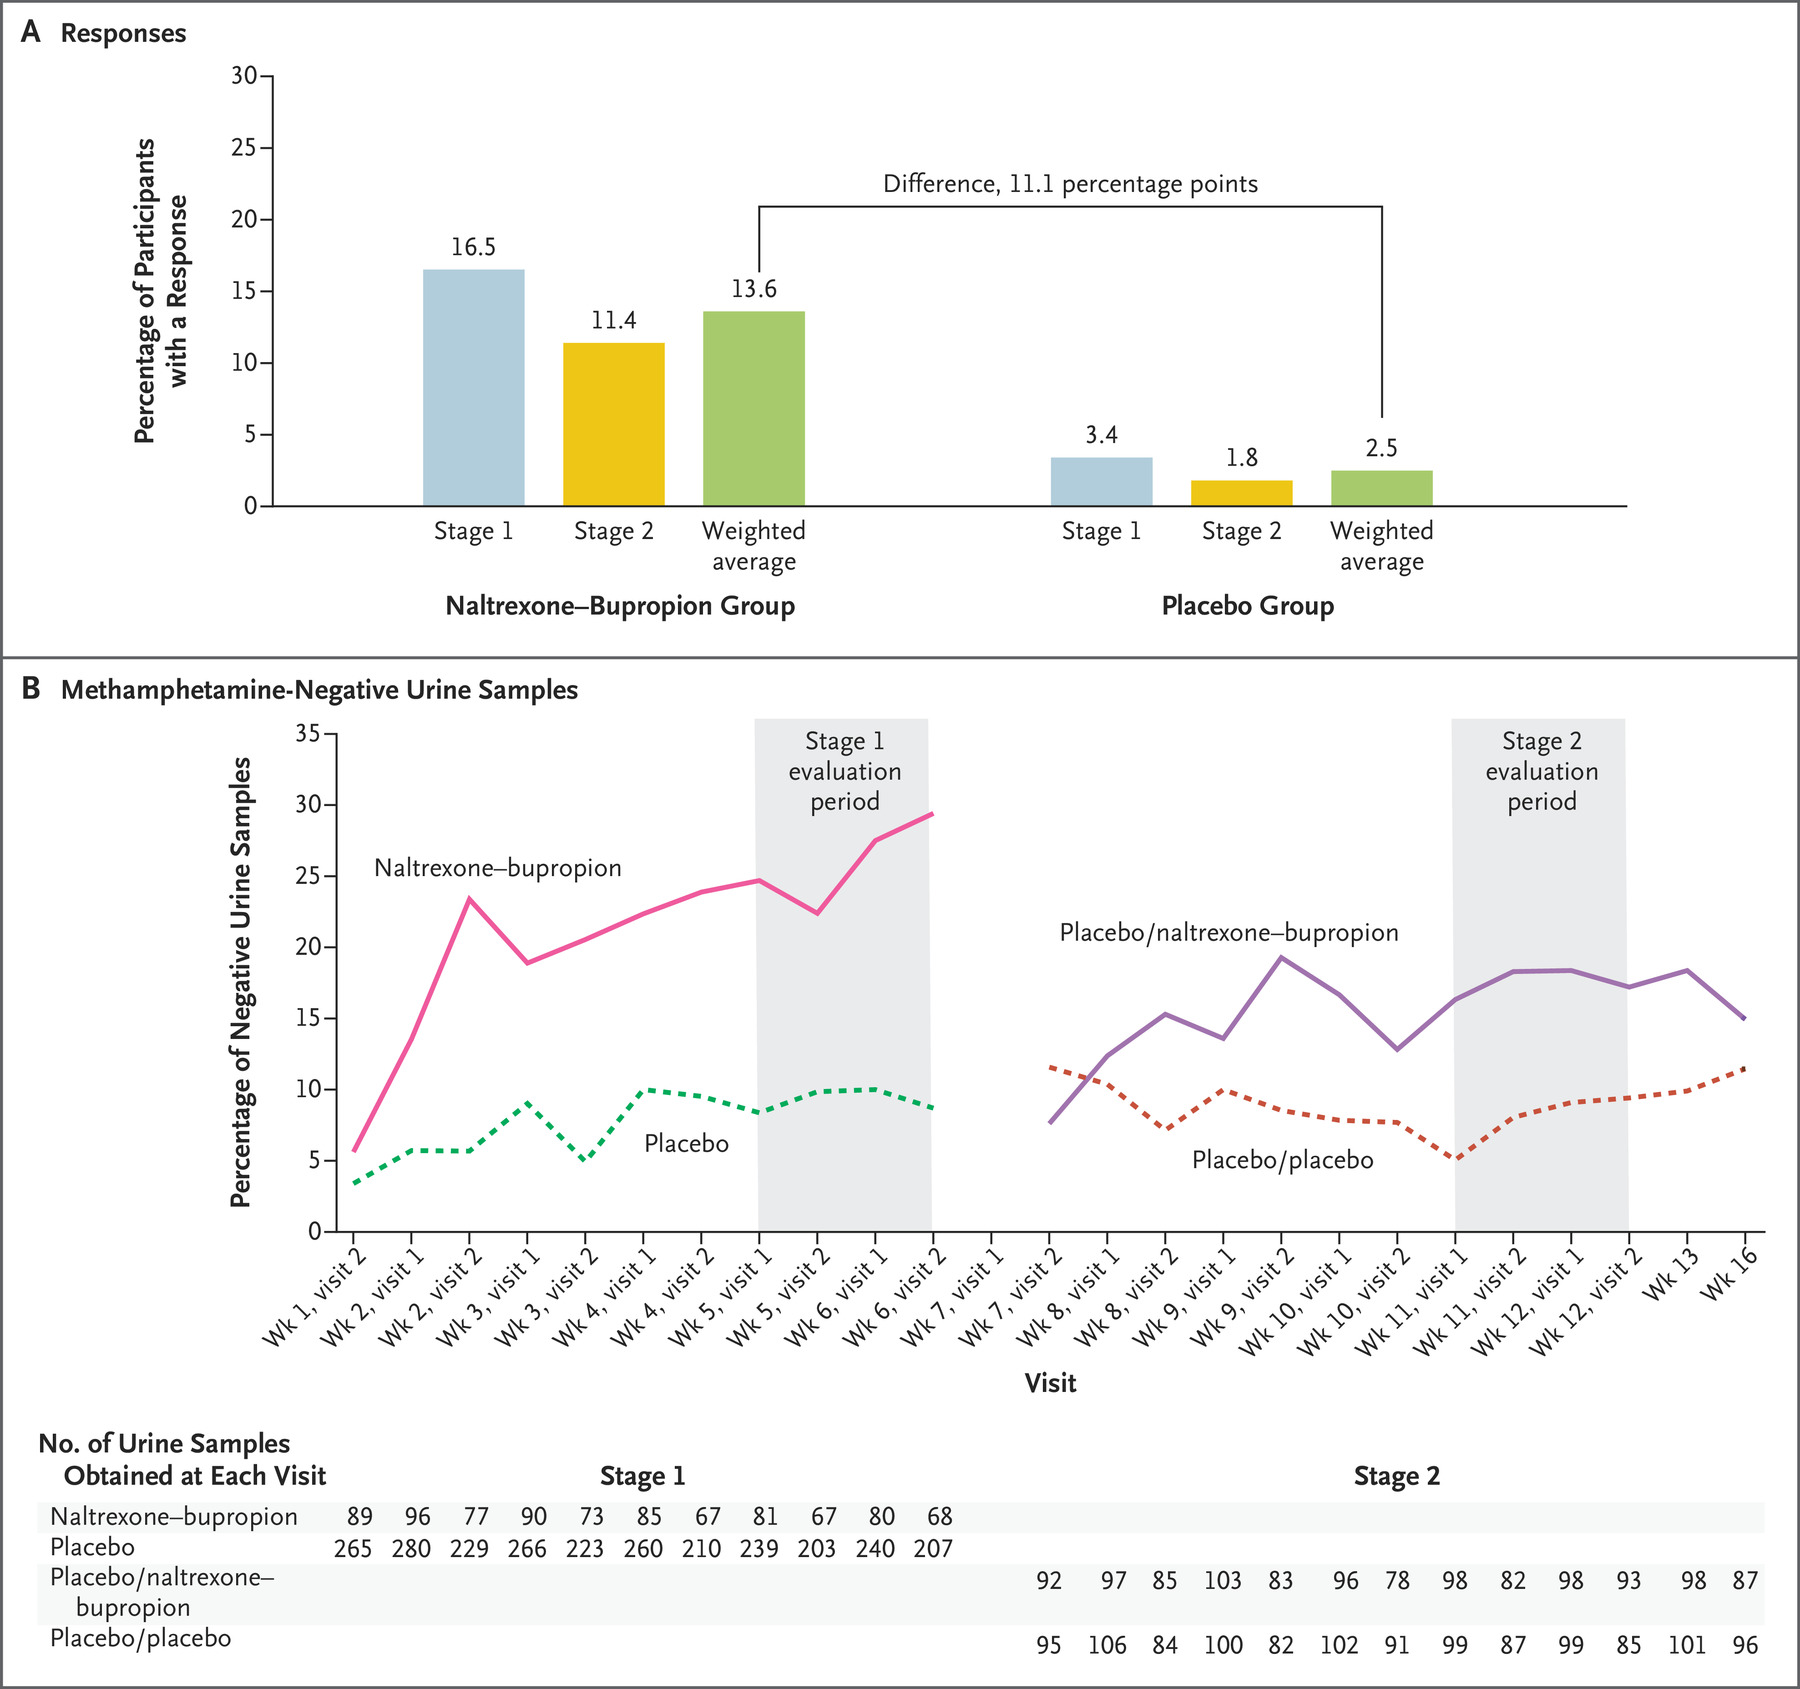 A Responses
30
25
20
15
10
5
0
Percentage of Participants
with a Response
Difference, 11.1 percentage points
16.5
11.4
13.6
3.4
1.8
2.5
Stage 1
Stage 2
Weighted
average
Stage 1
Stage 2
Weighted
average
Naltrexone–Bupropion Group
Placebo Group
B Methamphetamine-Negative Urine Samples
35
30
25
20
15
10
5
0
Percentage of Negative Urine Samples
Stage 1
evaluation
period
Stage 2
evaluation
period
Naltrexone–bupropion
Placebo
Placebo/naltrexone–bupropion
Placebo/placebo
Wk 1, visit 2
Wk 2, visit 1
Wk 2, visit 2
Wk 3, visit 1
Wk 3, visit 2
Wk 4, visit 1
Wk 4, visit 2
Wk 5, visit 1
Wk 5, visit 2
Wk 6, visit 1
Wk 6, visit 2
Wk 7, visit 1
Wk 7, visit 2
Wk 8, visit 1
Wk 8, visit 2
Wk 9, visit 1
Wk 9, visit 2
Wk 10, visit 1
Wk 10, visit 2
Wk 11, visit 1
Wk 11, visit 2
Wk 12, visit 1
Wk 12, visit 2
Wk 13
Wk 16
Visit
No. of Urine Samples
Obtained at Each Visit Stage 1 Stage 2
Naltrexone–bupropion 89 96 77 90 73 85 67 81 67 80 68
Placebo 265 280 229 266 223 260 210 239 203 240 207
Placebo/naltrexone–
bupropion 92 97 85 103 83 96 78 98 82 98 93 98 87
Placebo/placebo 95 106 84 100 82 102 91 99 87 99 85 101 96